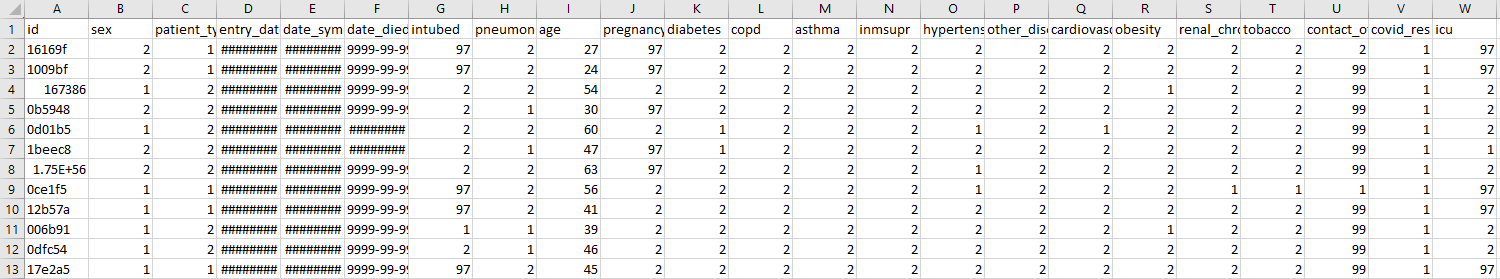 A B C D E F G H I J K L M N O P Q R S T U V W
1 id sex patient_ty entry_dat date_sym date_died intubed pneumon age pregnancy diabetes copd asthma inmsupr hypertens other_dise cardiovasc obesity renal_chro tobacco contact_o covid_res icu
2 16169f 2 1 ######## ######## 9999-99-99 97 2 27 97 2 2 2 2 2 2 2 2 2 2 2 1 97
3 1009bf 2 1 ######## ######## 9999-99-99 97 2 24 97 2 2 2 2 2 2 2 2 2 2 99 1 97
4 167386 1 2 ######## ######## 9999-99-99 2 2 54 2 2 2 2 2 2 2 2 1 2 2 99 1 2
5 0b5948 2 2 ######## ######## 9999-99-99 2 1 30 97 2 2 2 2 2 2 2 2 2 2 99 1 2
6 0d01b5 1 2 ######## ######## ######## 2 2 60 2 1 2 2 2 1 2 1 2 2 2 99 1 2
7 1beec8 2 2 ######## ######## ######## 2 1 47 97 1 2 2 2 1 2 2 2 2 2 99 1 1
8 1.75E+56 2 2 ######## ######## 9999-99-99 2 2 63 97 2 2 2 2 1 2 2 2 2 2 99 1 2
9 0ce1f5 1 1 ######## ######## 9999-99-99 97 2 56 2 2 2 2 2 1 2 2 2 1 1 1 1 97
10 12b57a 1 1 ######## ######## 9999-99-99 97 2 41 2 2 2 2 2 2 2 2 2 2 2 99 1 97
11 006b91 1 2 ######## ######## 9999-99-99 1 1 39 2 2 2 2 2 2 2 2 1 2 2 99 1 2
12 0dfc54 1 2 ######## ######## 9999-99-99 2 1 46 2 2 2 2 2 2 2 2 2 2 2 99 1 2
13 17e2a5 1 1 ######## ######## 9999-99-99 97 2 45 2 2 2 2 2 2 2 2 2 2 2 99 1 97